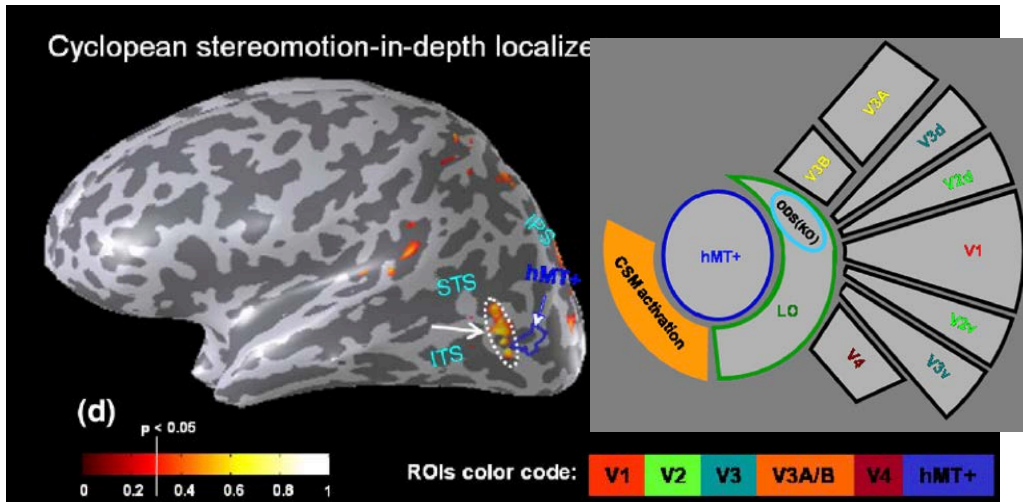 Cyclopean stereomotion-in-depth localize
IPS
hMT+
STS
ITS
(d)
p < 0.05
0 0.2 0.4 0.6 0.8 1
V3A
V3d
V3B
V2d
ODS(KO)
V1
hMT+
CSM activation
LO
V2v
V4
V3v
ROIs color code: V1 V2 V3 V3A/B V4 hMT+